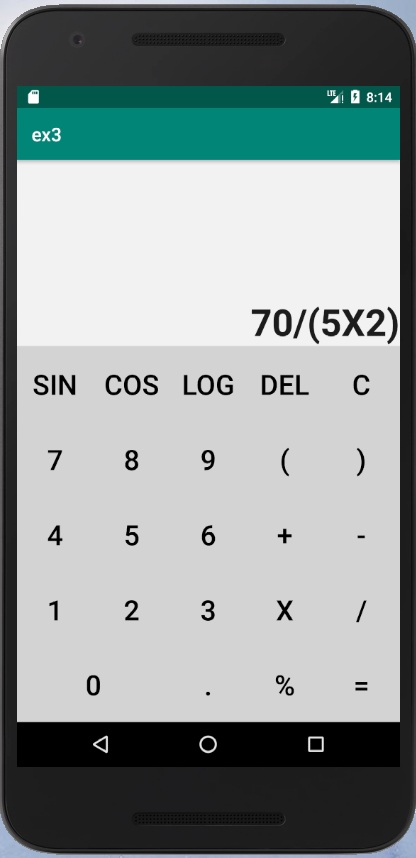 LTE 8:14
ex3
70/(5X2)
SIN COS LOG DEL C
7 8 9 ( )
4 5 6 + -
1 2 3 X /
0 . % =